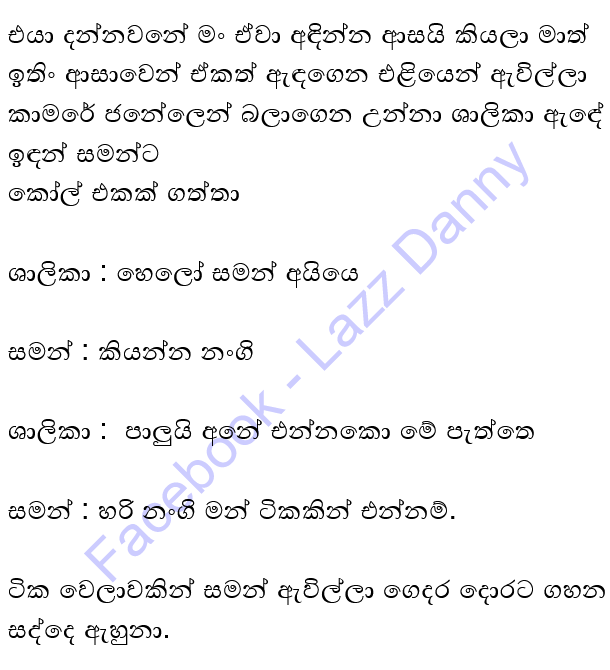 එයා දන්නවනේ මං ඒවා අඳින්න ආසයි කියලා මාත්
ඉතිං ආසාවෙන් ඒකත් ඇඳගෙන එළියෙන් ඇවිල්ලා
කාමරේ ජනේලෙන් බලාගෙන උන්නා ශාලිකා ඇඳේ
ඉඳන් සමන්ට
කෝල් එකක් ගත්තා
ශාලිකා : හෙලෝ සමන් අයියෙ
සමන් : කියන්න නංගි
ශාලිකා :  පාලුයි අනේ එන්නකො මේ පැත්තෙ
සමන් : හරි නංගි මන් ටිකකින් එන්නම්.
ටික වෙලාවකින් සමන් ඇවිල්ලා ගෙදර දොරට ගහන
සද්දෙ ඇහුනා.
Facebook - Lazz Danny